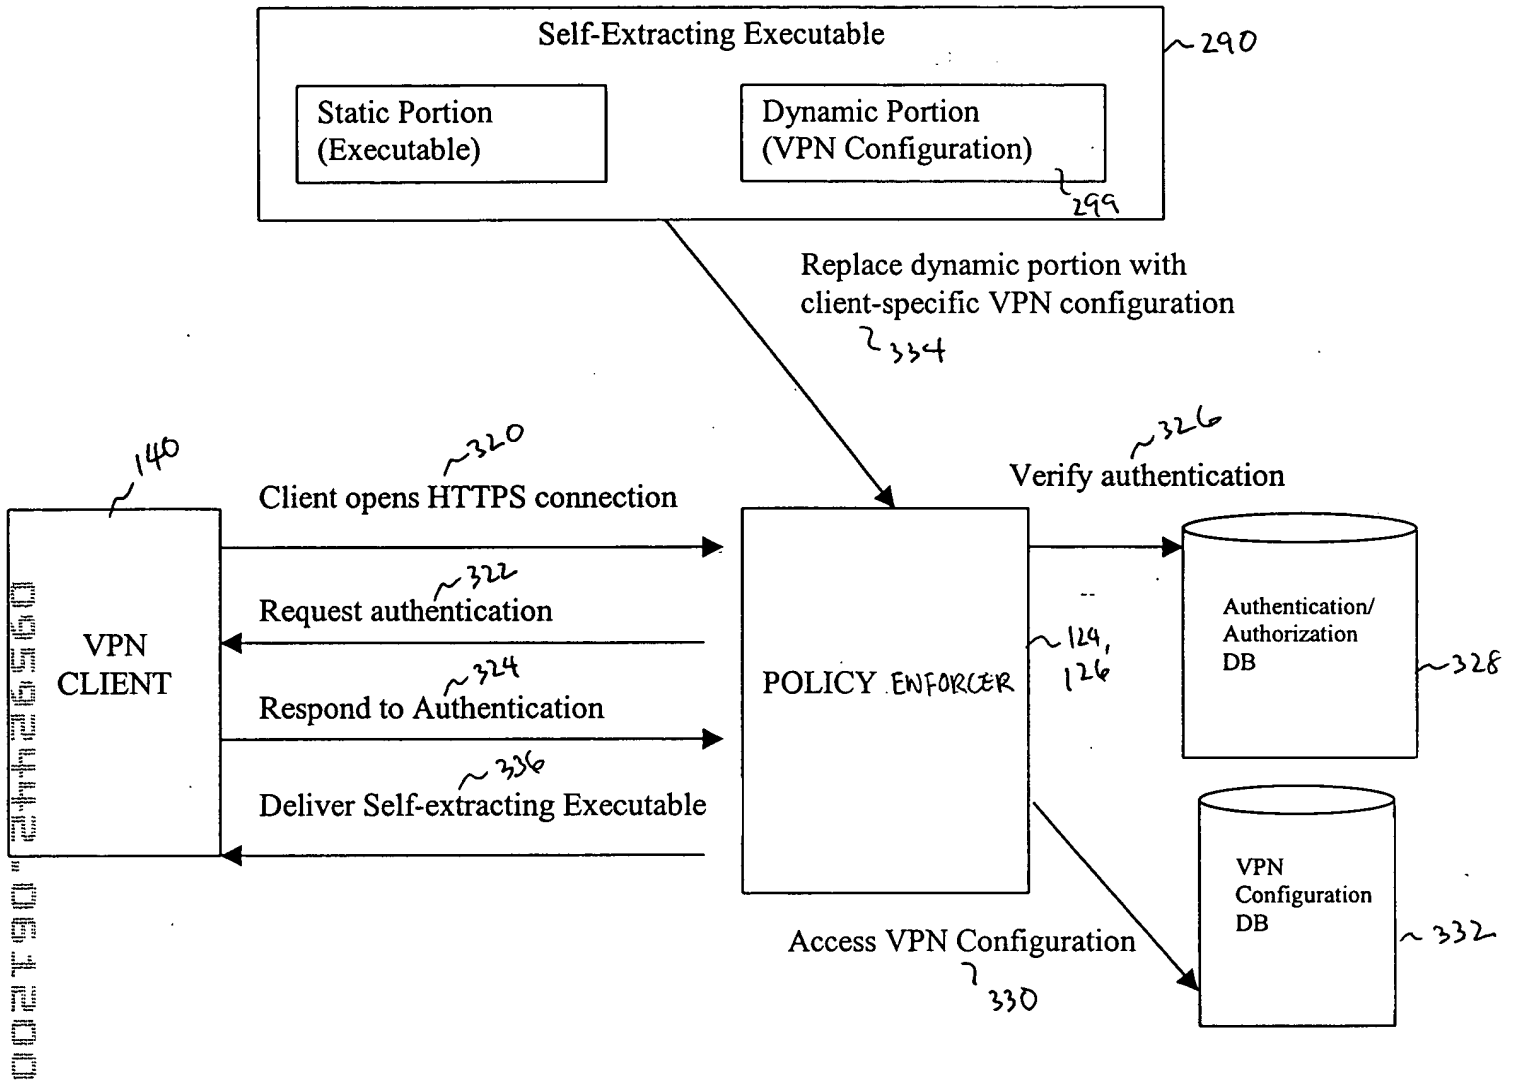 Self-Extracting Executable
290
Static Portion
(Executable)
Dynamic Portion
(VPN Configuration)
299
Replace dynamic portion with
client-specific VPN configuration
334
326
Verify authentication
140
320
Client opens HTTPS connection
322
Request authentication
324
Respond to Authentication
336
Deliver Self-extracting Executable
VPN
CLIENT
POLICY ENFORCER
124,
126
Authentication/
Authorization
DB
328
VPN
Configuration
DB
332
Access VPN Configuration
330
09592442.061200